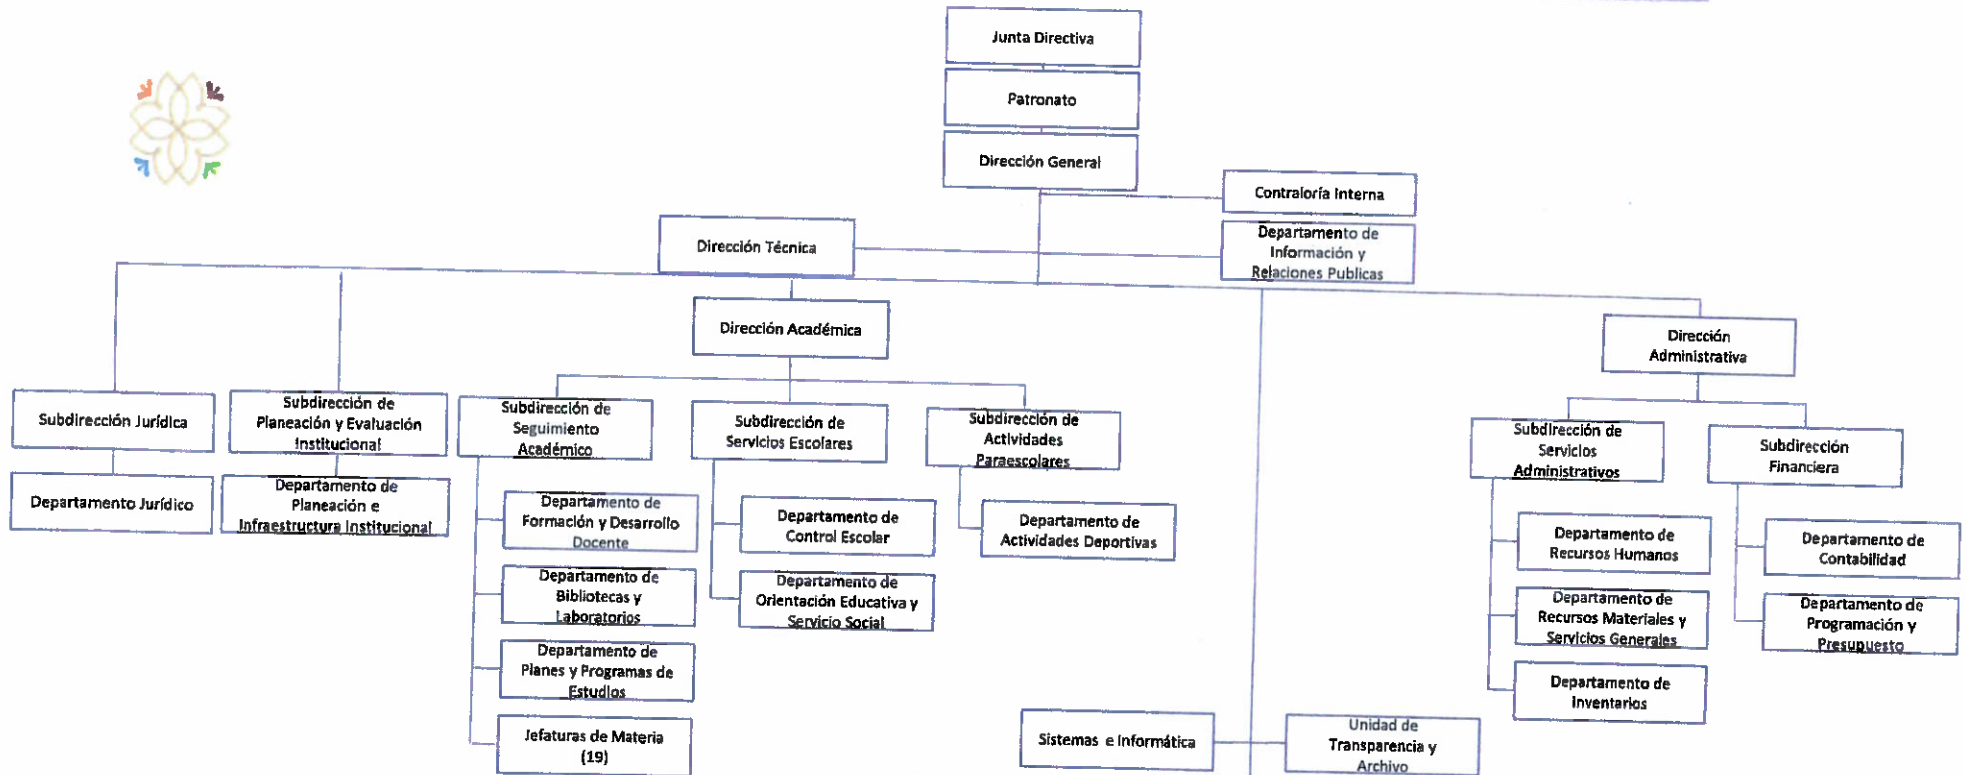 Junta Directiva
Patronato
Dirección General
Contraloría Interna
Dirección Técnica
Departamento de
Información y
Relaciones Publicas
Dirección Académica
Dirección
Administrativa
Subdirección Jurídica
Subdirección de
Planeación y Evaluación
Institucional
Subdirección de
Seguimiento
Académico
Subdirección de
Servicios Escolares
Subdirección de
Actividades
Paraescolares
Subdirección de
Servicios
Administrativos
Subdirección
Financiera
Departamento Jurídico
Departamento de
Planeación e
Infraestructura Institucional
Departamento de
Formación y Desarrollo
Docente
Departamento de
Bibliotecas y
Laboratorios
Departamento de
Planes y Programas de
Estudios
Jefaturas de Materia
(19)
Departamento de
Control Escolar
Departamento de
Orientación Educativa y
Servicio Social
Departamento de
Actividades Deportivas
Departamento de
Recursos Humanos
Departamento de
Recursos Materiales y
Servicios Generales
Departamento de
Inventarios
Departamento de
Contabilidad
Departamento de
Programación y
Presupuesto
Sistemas e Informática
Unidad de
Transparencia y
Archivo